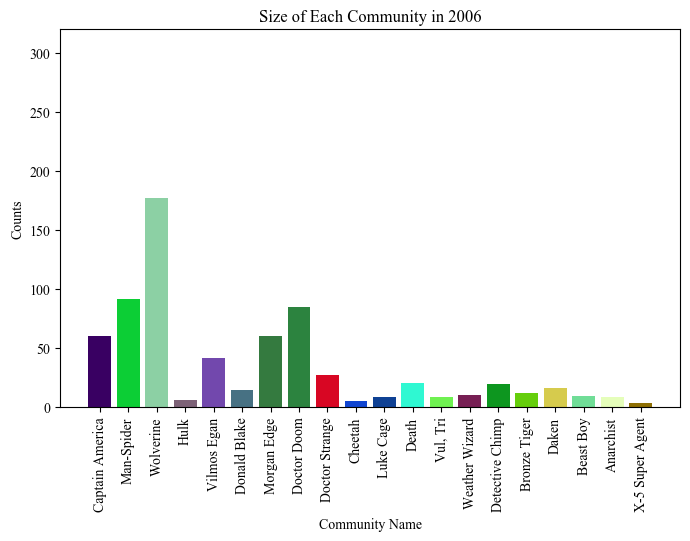 Size of Each Community in 2006
300
250
200
150
100
50
0
Counts
Captain America
Man-Spider
Wolverine
Hulk
Vilmos Egan
Donald Blake
Morgan Edge
Doctor Doom
Doctor Strange
Cheetah
Luke Cage
Death
Vul, Tri
Weather Wizard
Detective Chimp
Bronze Tiger
Daken
Beast Boy
Anarchist
X-5 Super Agent
Community Name